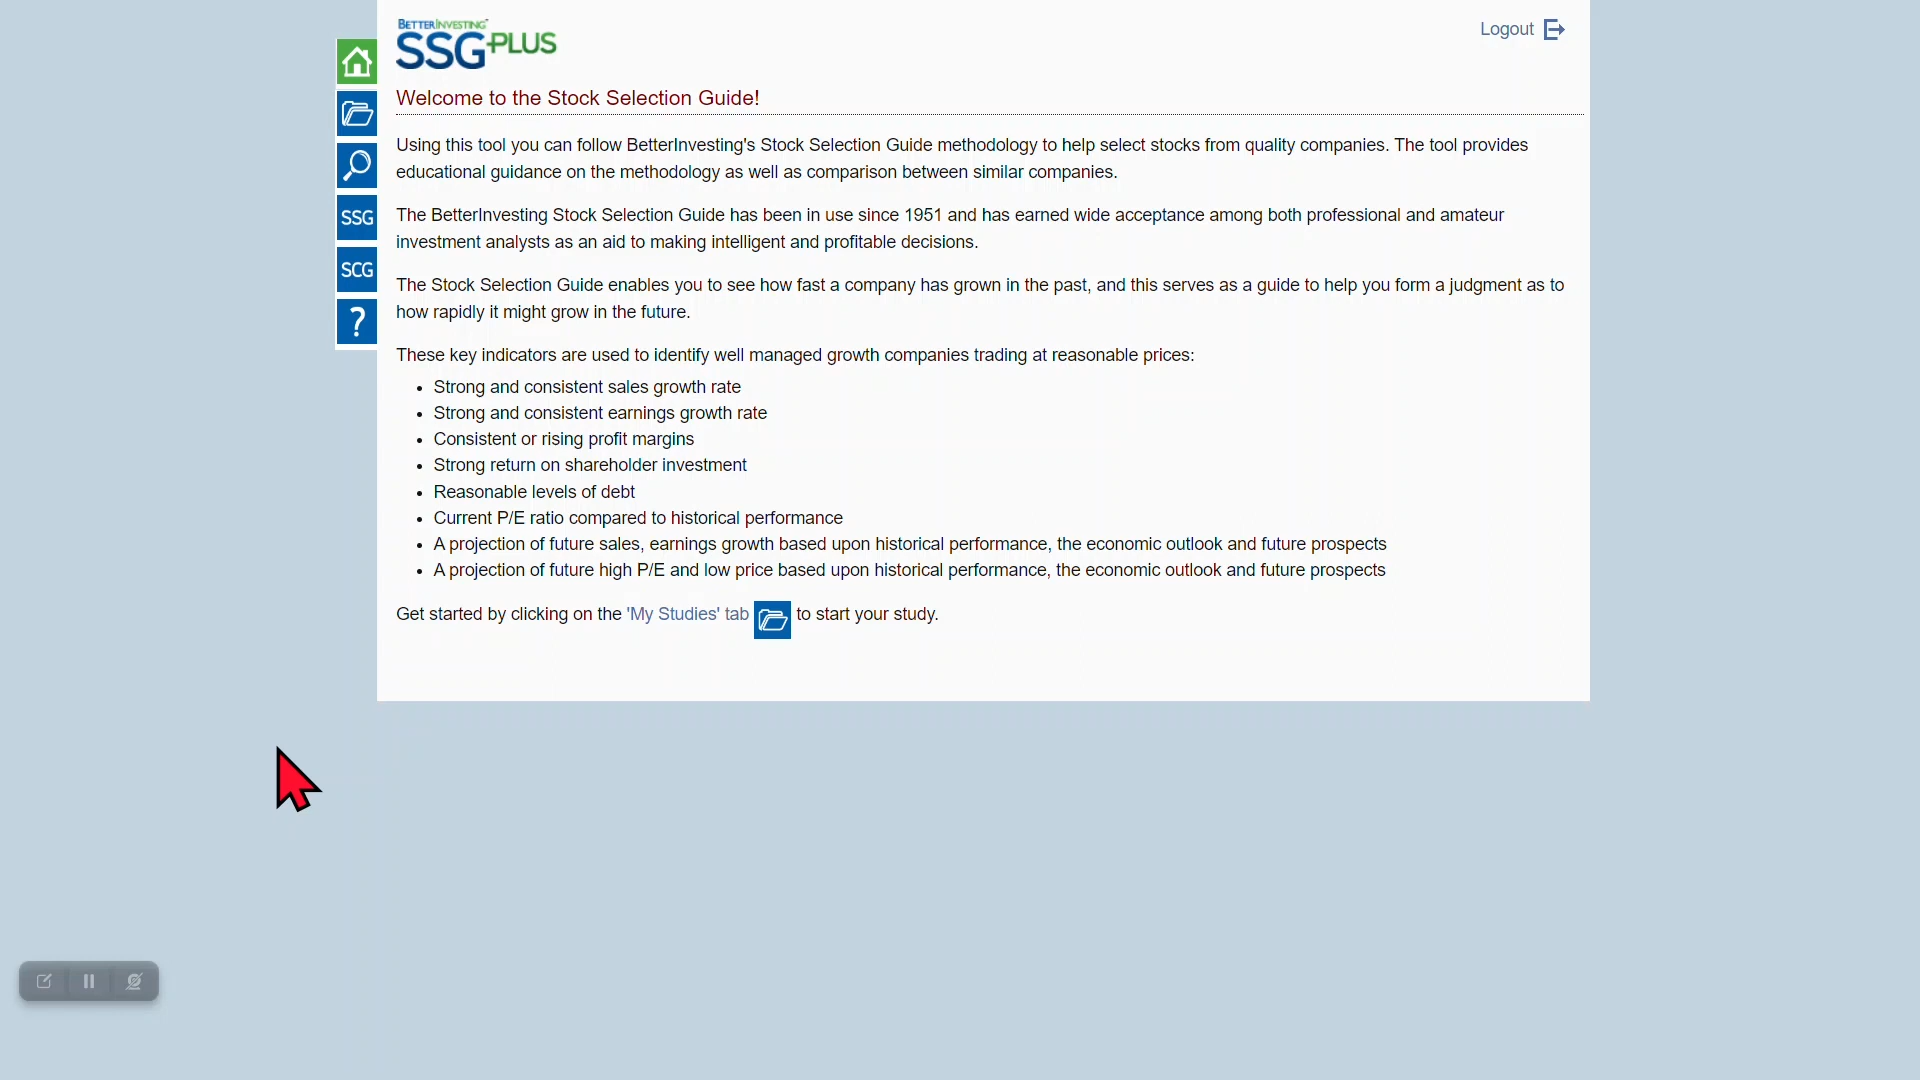 BETTERINVESTING™
SSG PLUS
Logout
Welcome to the Stock Selection Guide!
Using this tool you can follow BetterInvesting's Stock Selection Guide methodology to help select stocks from quality companies. The tool provides
educational guidance on the methodology as well as comparison between similar companies.
The BetterInvesting Stock Selection Guide has been in use since 1951 and has earned wide acceptance among both professional and amateur
investment analysts as an aid to making intelligent and profitable decisions.
SSG
The Stock Selection Guide enables you to see how fast a company has grown in the past, and this serves as a guide to help you form a judgment as to
how rapidly it might grow in the future.
SCG
?
These key indicators are used to identify well managed growth companies trading at reasonable prices:
• Strong and consistent sales growth rate
• Strong and consistent earnings growth rate
• Consistent or rising profit margins
• Strong return on shareholder investment
• Reasonable levels of debt
• Current P/E ratio compared to historical performance
• A projection of future sales, earnings growth based upon historical performance, the economic outlook and future prospects
• A projection of future high P/E and low price based upon historical performance, the economic outlook and future prospects
Get started by clicking on the 'My Studies' tab to start your study.